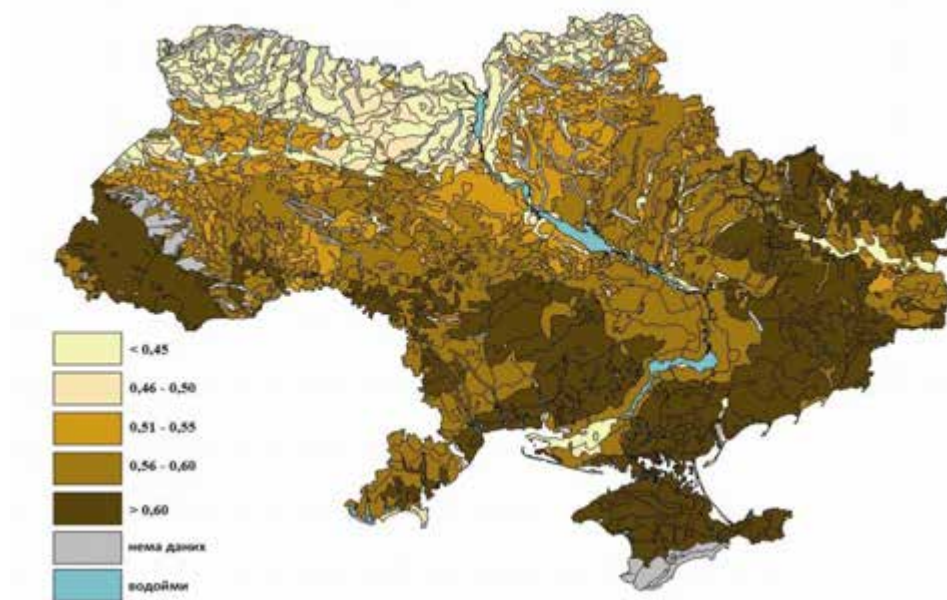 < 0,45
0,46 - 0,50
0,51 - 0,55
0,56 - 0,60
> 0,60
нема даних
водойми